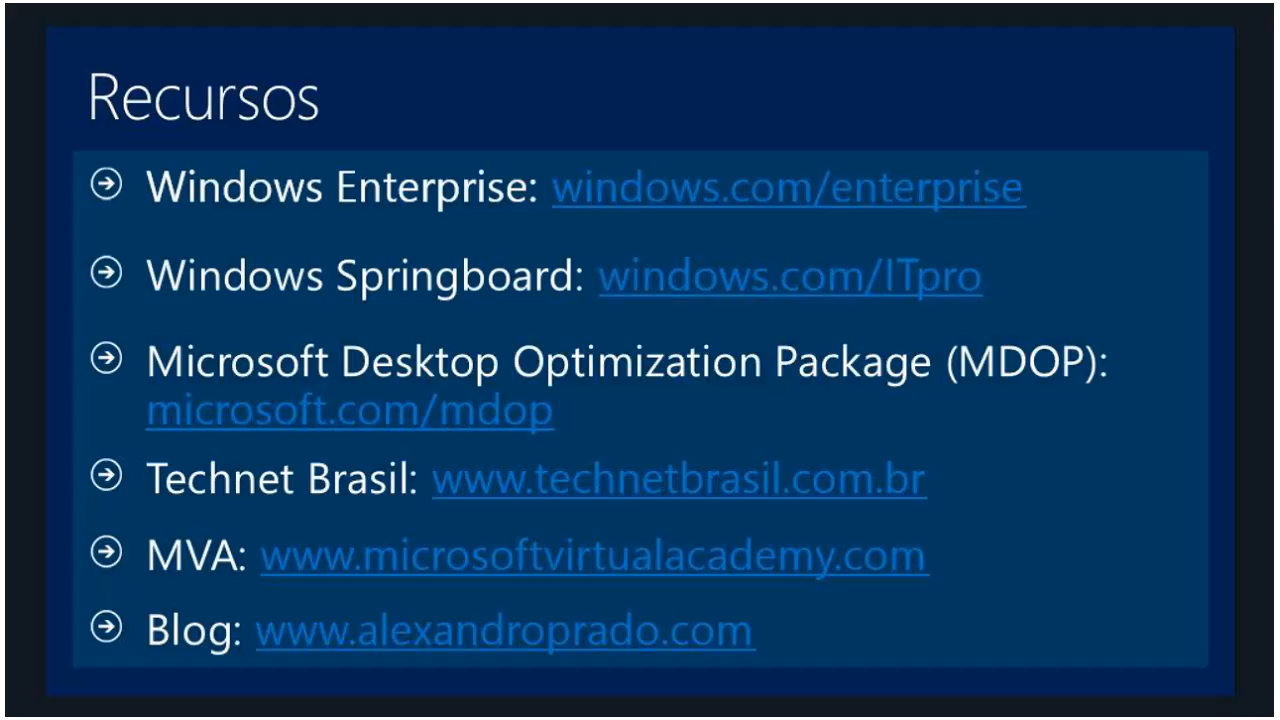 Recursos
Windows Enterprise: windows.com/enterprise
Windows Springboard: windows.com/ITpro
Microsoft Desktop Optimization Package (MDOP):
microsoft.com/mdop
Technet Brasil: www.technetbrasil.com.br
MVA: www.microsoftvirtualacademy.com
Blog: www.alexandroprado.com